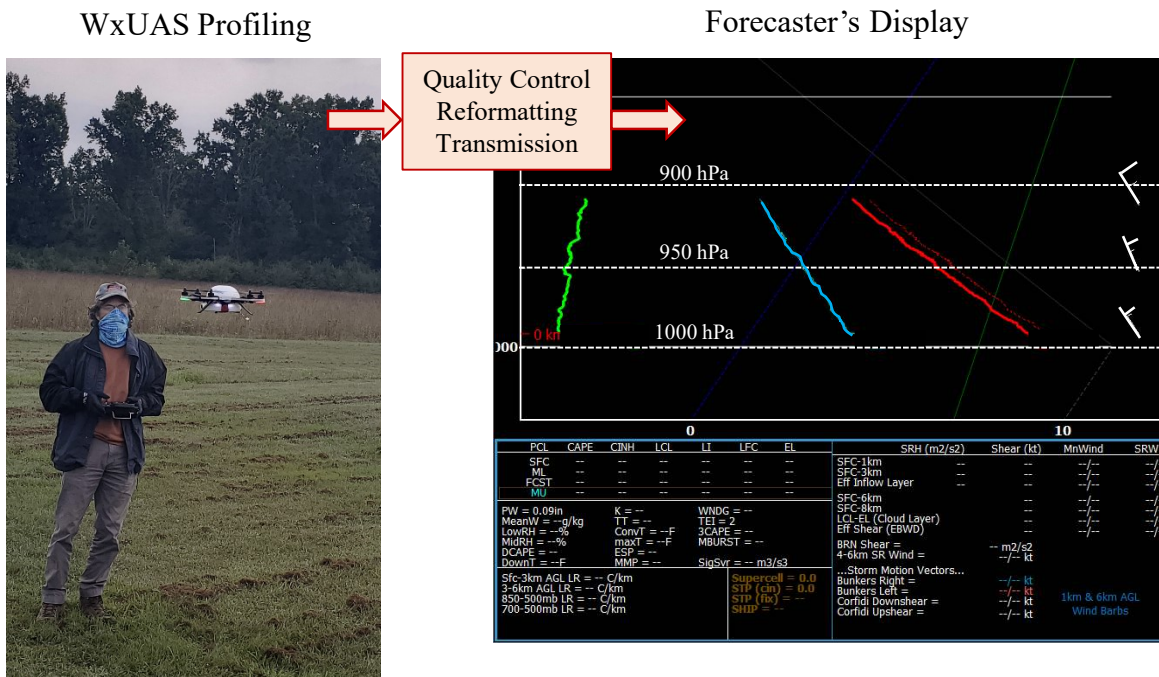 WxUAS Profiling
Forecaster’s Display
Quality Control
Reformatting
Transmission
900 hPa
950 hPa
1000 hPa
0 kn
000
0
10
PCL CAPE CINH LCL LI LFC EL
SFC -- -- -- -- -- --
ML -- -- -- -- -- --
FCST -- -- -- -- -- --
MU -- -- -- -- -- --
SRH (m2/s2) Shear (kt) MnWind SRW
SFC-1km -- -- --/-- --/
SFC-3km -- -- --/-- --/
Eff Inflow Layer -- -- --/-- --/
SFC-6km -- --/-- --/
SFC-8km -- --/-- --/
LCL-EL (Cloud Layer) -- --/-- --/
Eff Shear (EBWD) -- --/-- --/
BRN Shear = -- m2/s2
4-6km SR Wind = --/-- kt
...Storm Motion Vectors...
Bunkers Right = --/-- kt
Bunkers Left = --/-- kt
Corfidi Downshear = --/-- kt
Corfidi Upshear = --/-- kt
1km & 6km AGL
Wind Barbs
PW = 0.09in K = -- WNDG = --
MeanW = --g/kg TT = -- TEI = 2
LowRH = --% ConvT = --F 3CAPE = --
MidRH = --% maxT = --F MBURST = --
DCAPE = -- ESP = --
DownT = --F MMP = -- SigSvr = -- m3/s3
Sfc-3km AGL LR = -- C/km
3-6km AGL LR = -- C/km
850-500mb LR = -- C/km
700-500mb LR = -- C/km
Supercell = 0.0
STP (cin) = 0.0
STP (fix) = --
SHIP = --